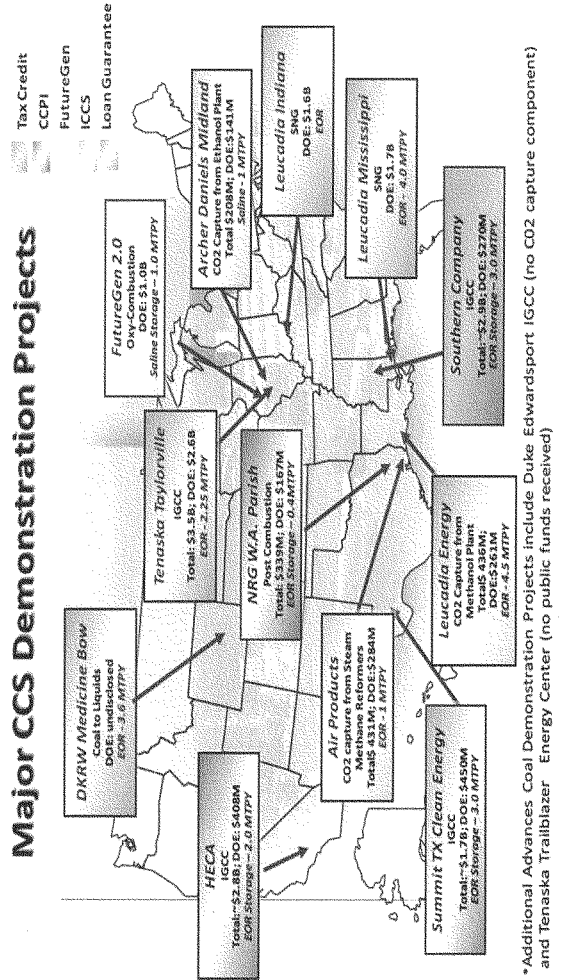 Major CCS Demonstration Projects
Tax Credit
CCPI
FutureGen
ICCS
Loan Guarantee
DKRW Medicine Bow
Coal to Liquids
DOE: undisclosed
EOR -3.6 MTPY
Tenaska Taylorville
IGCC
Total: ~$3.5B; DOE: $2.6B
EOR -2.25 MTPY
FutureGen 2.0
Oxy-Combustion
DOE: $1.0B
Saline Storage – 1.0 MTPY
Archer Daniels Midland
CO2 Capture from Ethanol Plant
Total $208M; DOE:$141M
Saline - 1 MTPY
Leucadia Indiana
SNG
DOE: $1.6B
EOR
HECA
IGCC
Total:~$2.8B; DOE: $408M
EOR Storage – 2.0 MTPY
NRG W.A. Parish
Post Combustion
Total: $339M; DOE: $167M
EOR Storage – 0.4MTPY
Leucadia Mississippi
SNG
DOE: $1.7B
EOR - 4.0 MTPY
Air Products
CO2 capture from Steam
Methane Reformers
Total$ 431M; DOE:$284M
EOR - 1 MTPY
Southern Company
IGCC
Total: ~$2.9B; DOE: $270M
EOR Storage – 3.0 MTPY
Summit TX Clean Energy
IGCC
Total: ~$1.7B; DOE: $450M
EOR Storage – 3.0 MTPY
Leucadia Energy
CO2 Capture from
Methanol Plant
Total$ 436M;
DOE:$261M
EOR - 4.5 MTPY
*Additional Advances Coal Demonstration Projects include Duke Edwardsport IGCC (no CO2 capture component)
and Tenaska Trailblazer Energy Center (no public funds received)